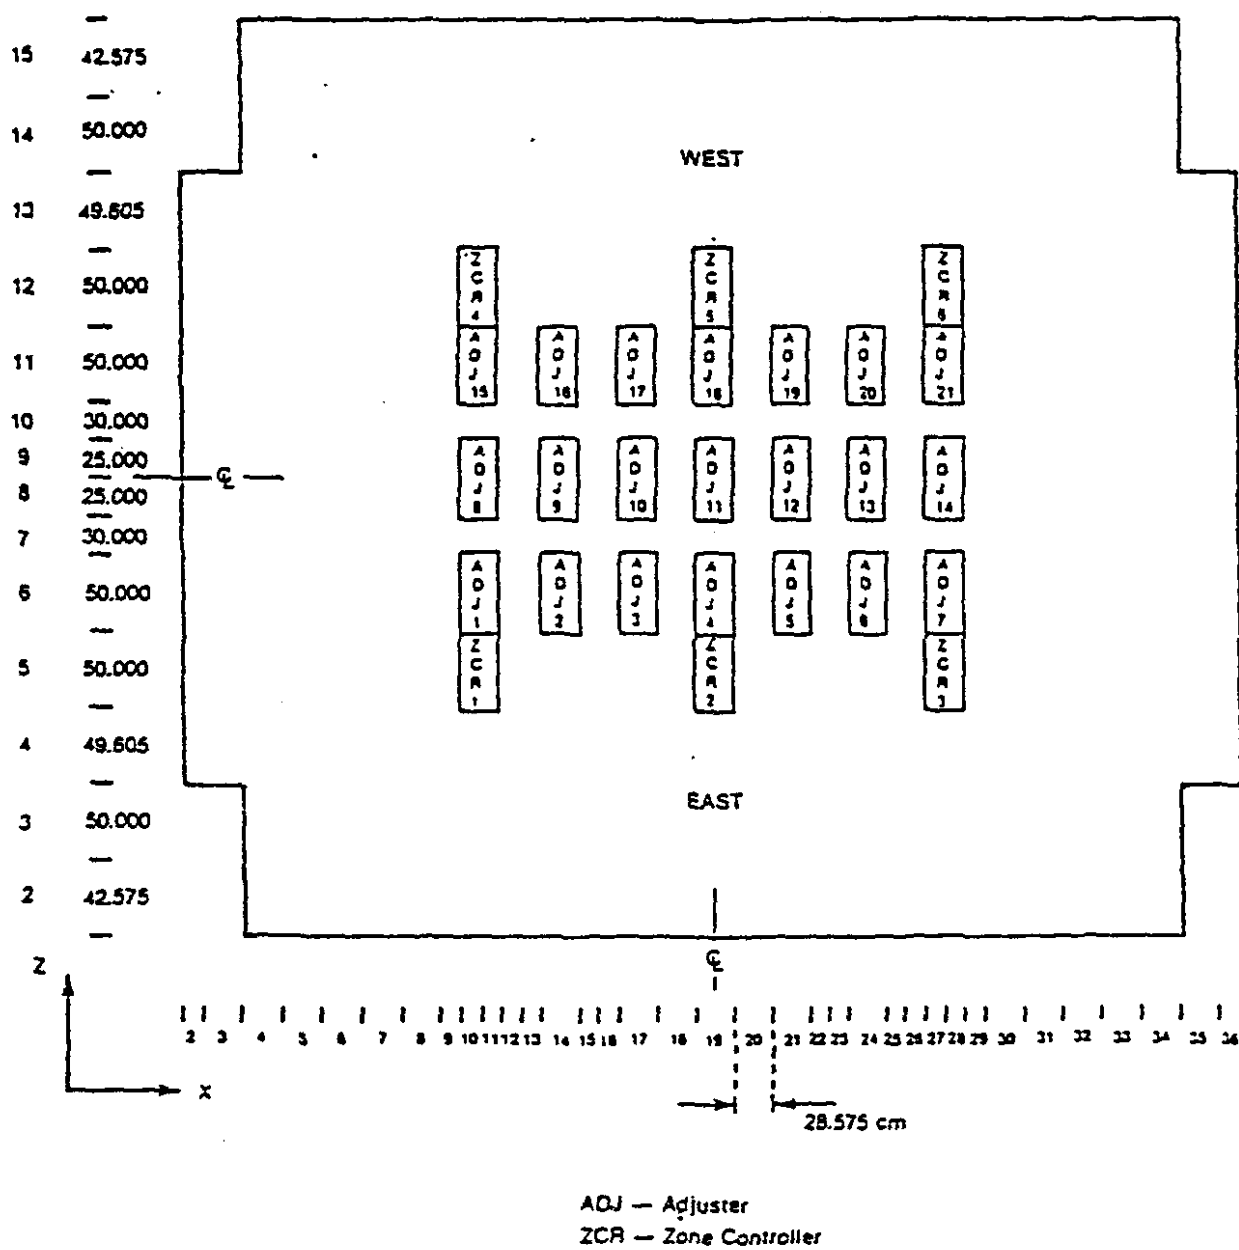 15 42.575
14 50.000
WEST
13 49.605
12 50.000
ZCR 4 ZCR 5 ZCR 6
11 50.000
ADJ 15 ADJ 16 ADJ 17 ADJ 18 ADJ 19 ADJ 20 ADJ 21
10 30.000
9 25.000
℄
8 25.000
ADJ 8 ADJ 9 ADJ 10 ADJ 11 ADJ 12 ADJ 13 ADJ 14
7 30.000
6 50.000
ADJ 1 ADJ 2 ADJ 3 ADJ 4 ADJ 5 ADJ 6 ADJ 7
5 50.000
ZCR 1 ZCR 2 ZCR 3
4 49.605
EAST
3 50.000
2 42.575
℄
Z
2 3 4 5 6 7 8 9 10 11 12 13 14 15 16 17 18 19 20 21 22 23 24 25 26 27 28 29 30 31 32 33 34 35 36
X
28.575 cm
ADJ — Adjuster
ZCR — Zone Controller